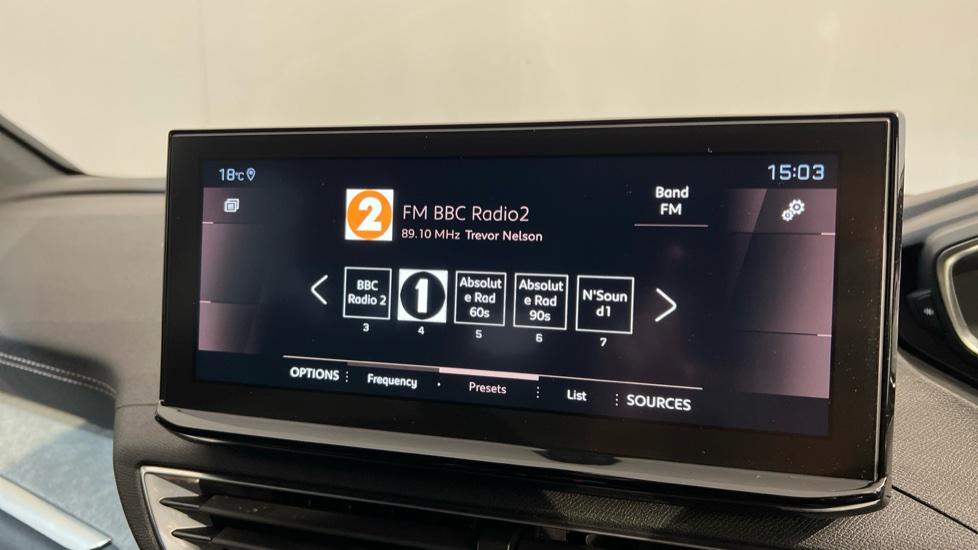 18°C
15:03
2
FM BBC Radio2
89.10 MHz Trevor Nelson
Band
FM
BBC
Radio 2
3
1
4
Absolut
e Rad
60s
5
Absolut
e Rad
90s
6
N'Soun
d1
7
OPTIONS
Frequency
Presets
List
SOURCES